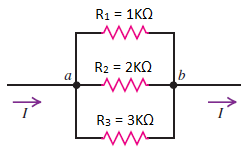 R₁ = 1KΩ
R₂ = 2KΩ
a
b
I
I
R₃ = 3KΩ